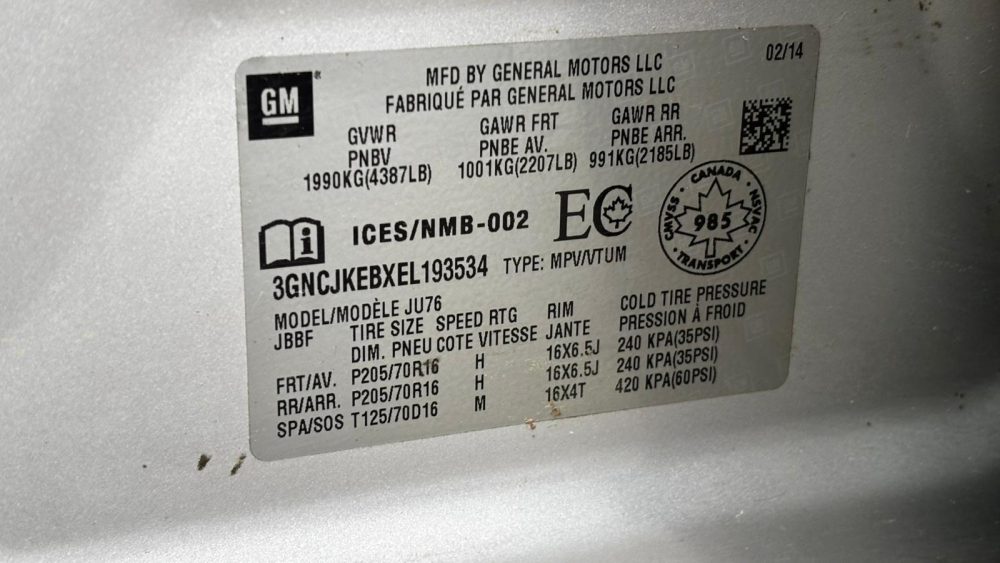 GM
MFD BY GENERAL MOTORS LLC
02/14
FABRIQUÉ PAR GENERAL MOTORS LLC
GVWR GAWR FRT GAWR RR
PNBV PNBE AV. PNBE ARR.
1990KG(4387LB) 1001KG(2207LB) 991KG(2185LB)
i ICES/NMB-002 EC
CANADA
CMVSS 985 NSVAC
TRANSPORT
3GNCJKEBXEL193534 TYPE: MPV/VTUM
MODEL/MODÈLE JU76
JBBF TIRE SIZE SPEED RTG RIM COLD TIRE PRESSURE
DIM. PNEU COTE VITESSE JANTE PRESSION À FROID
FRT/AV. P205/70R16 H 16X6.5J 240 KPA(35PSI)
RR/ARR. P205/70R16 H 16X6.5J 240 KPA(35PSI)
SPA/SOS T125/70D16 M 16X4T 420 KPA(60PSI)